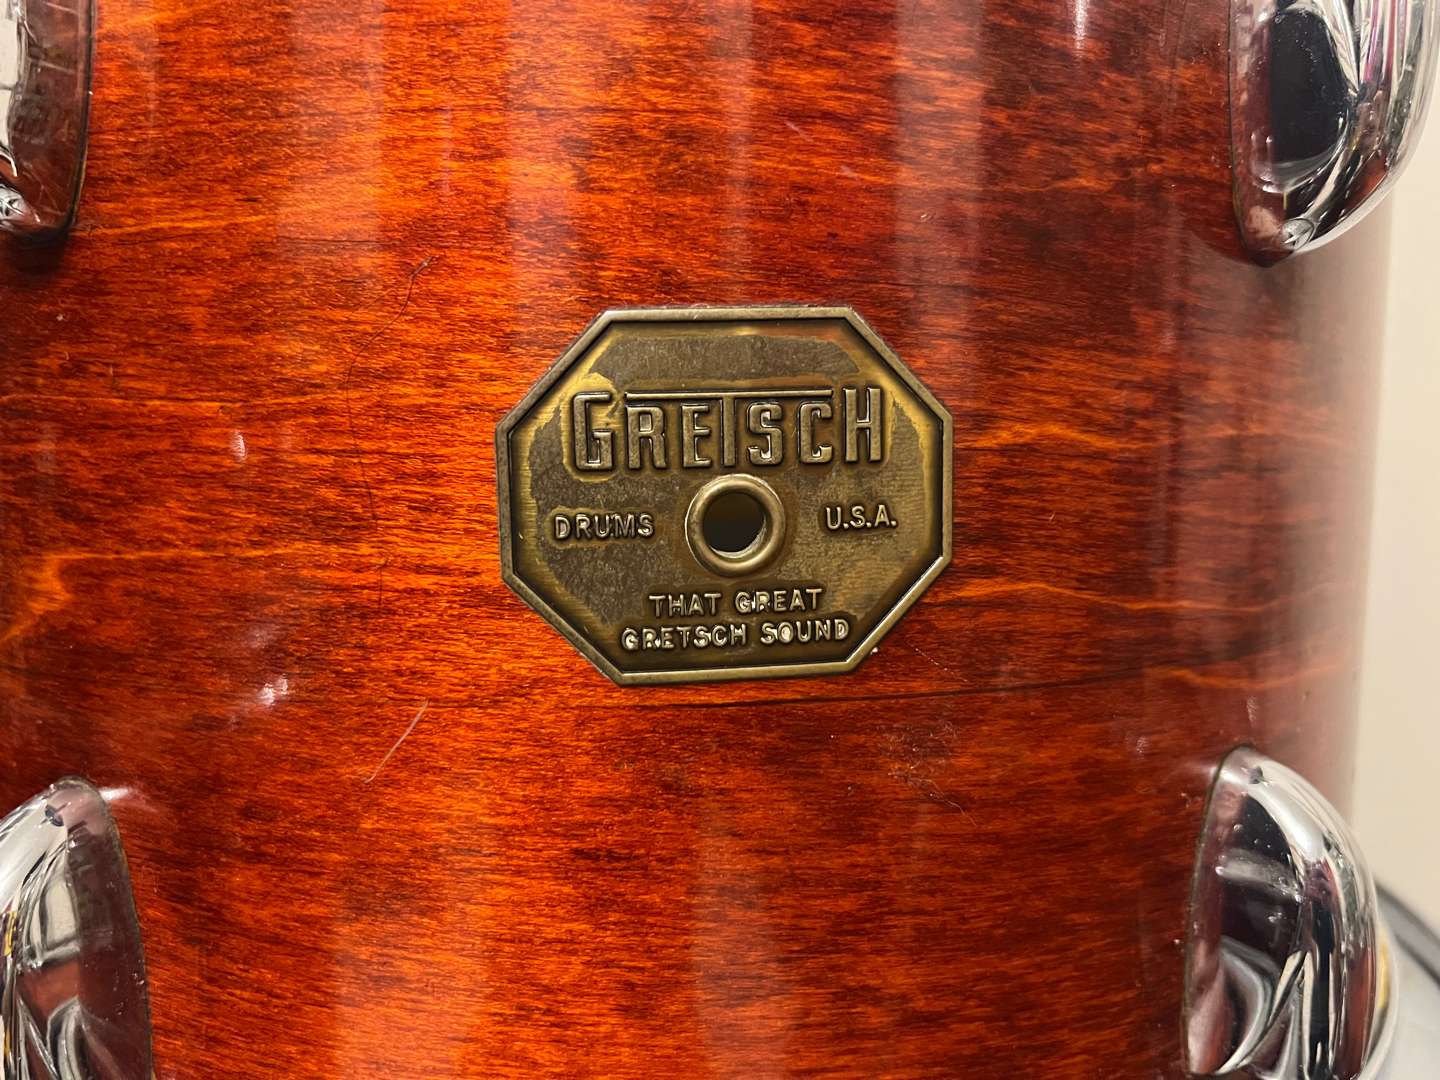 GRETSCH
DRUMS U.S.A.
THAT GREAT
GRETSCH SOUND